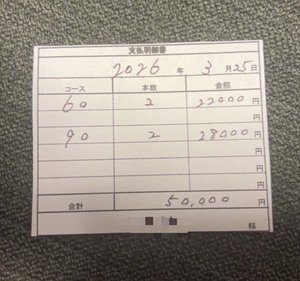 支払明細書
2026 年 3 月 25 日
コース 本数 金額
60 2 22000 円
90 2 28000 円
円
円
円
合計 50,000 円
様